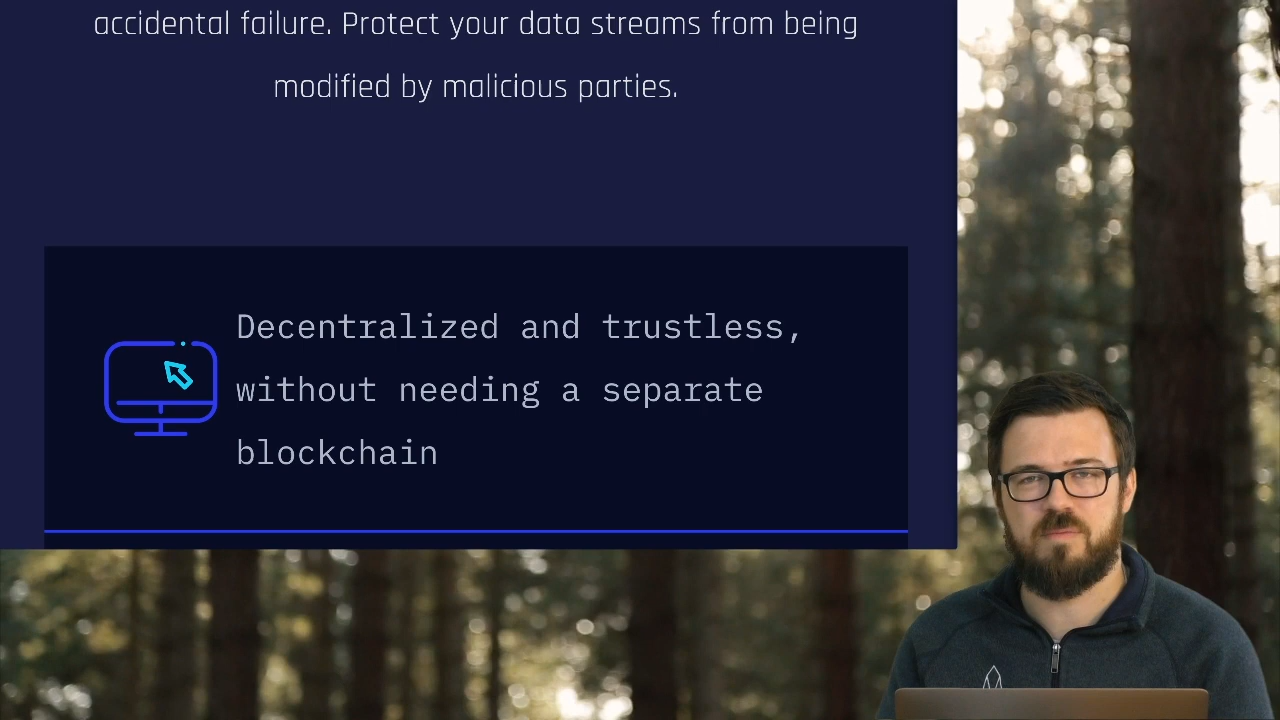 accidental failure. Protect your data streams from being
modified by malicious parties.
Decentralized and trustless,
without needing a separate
blockchain